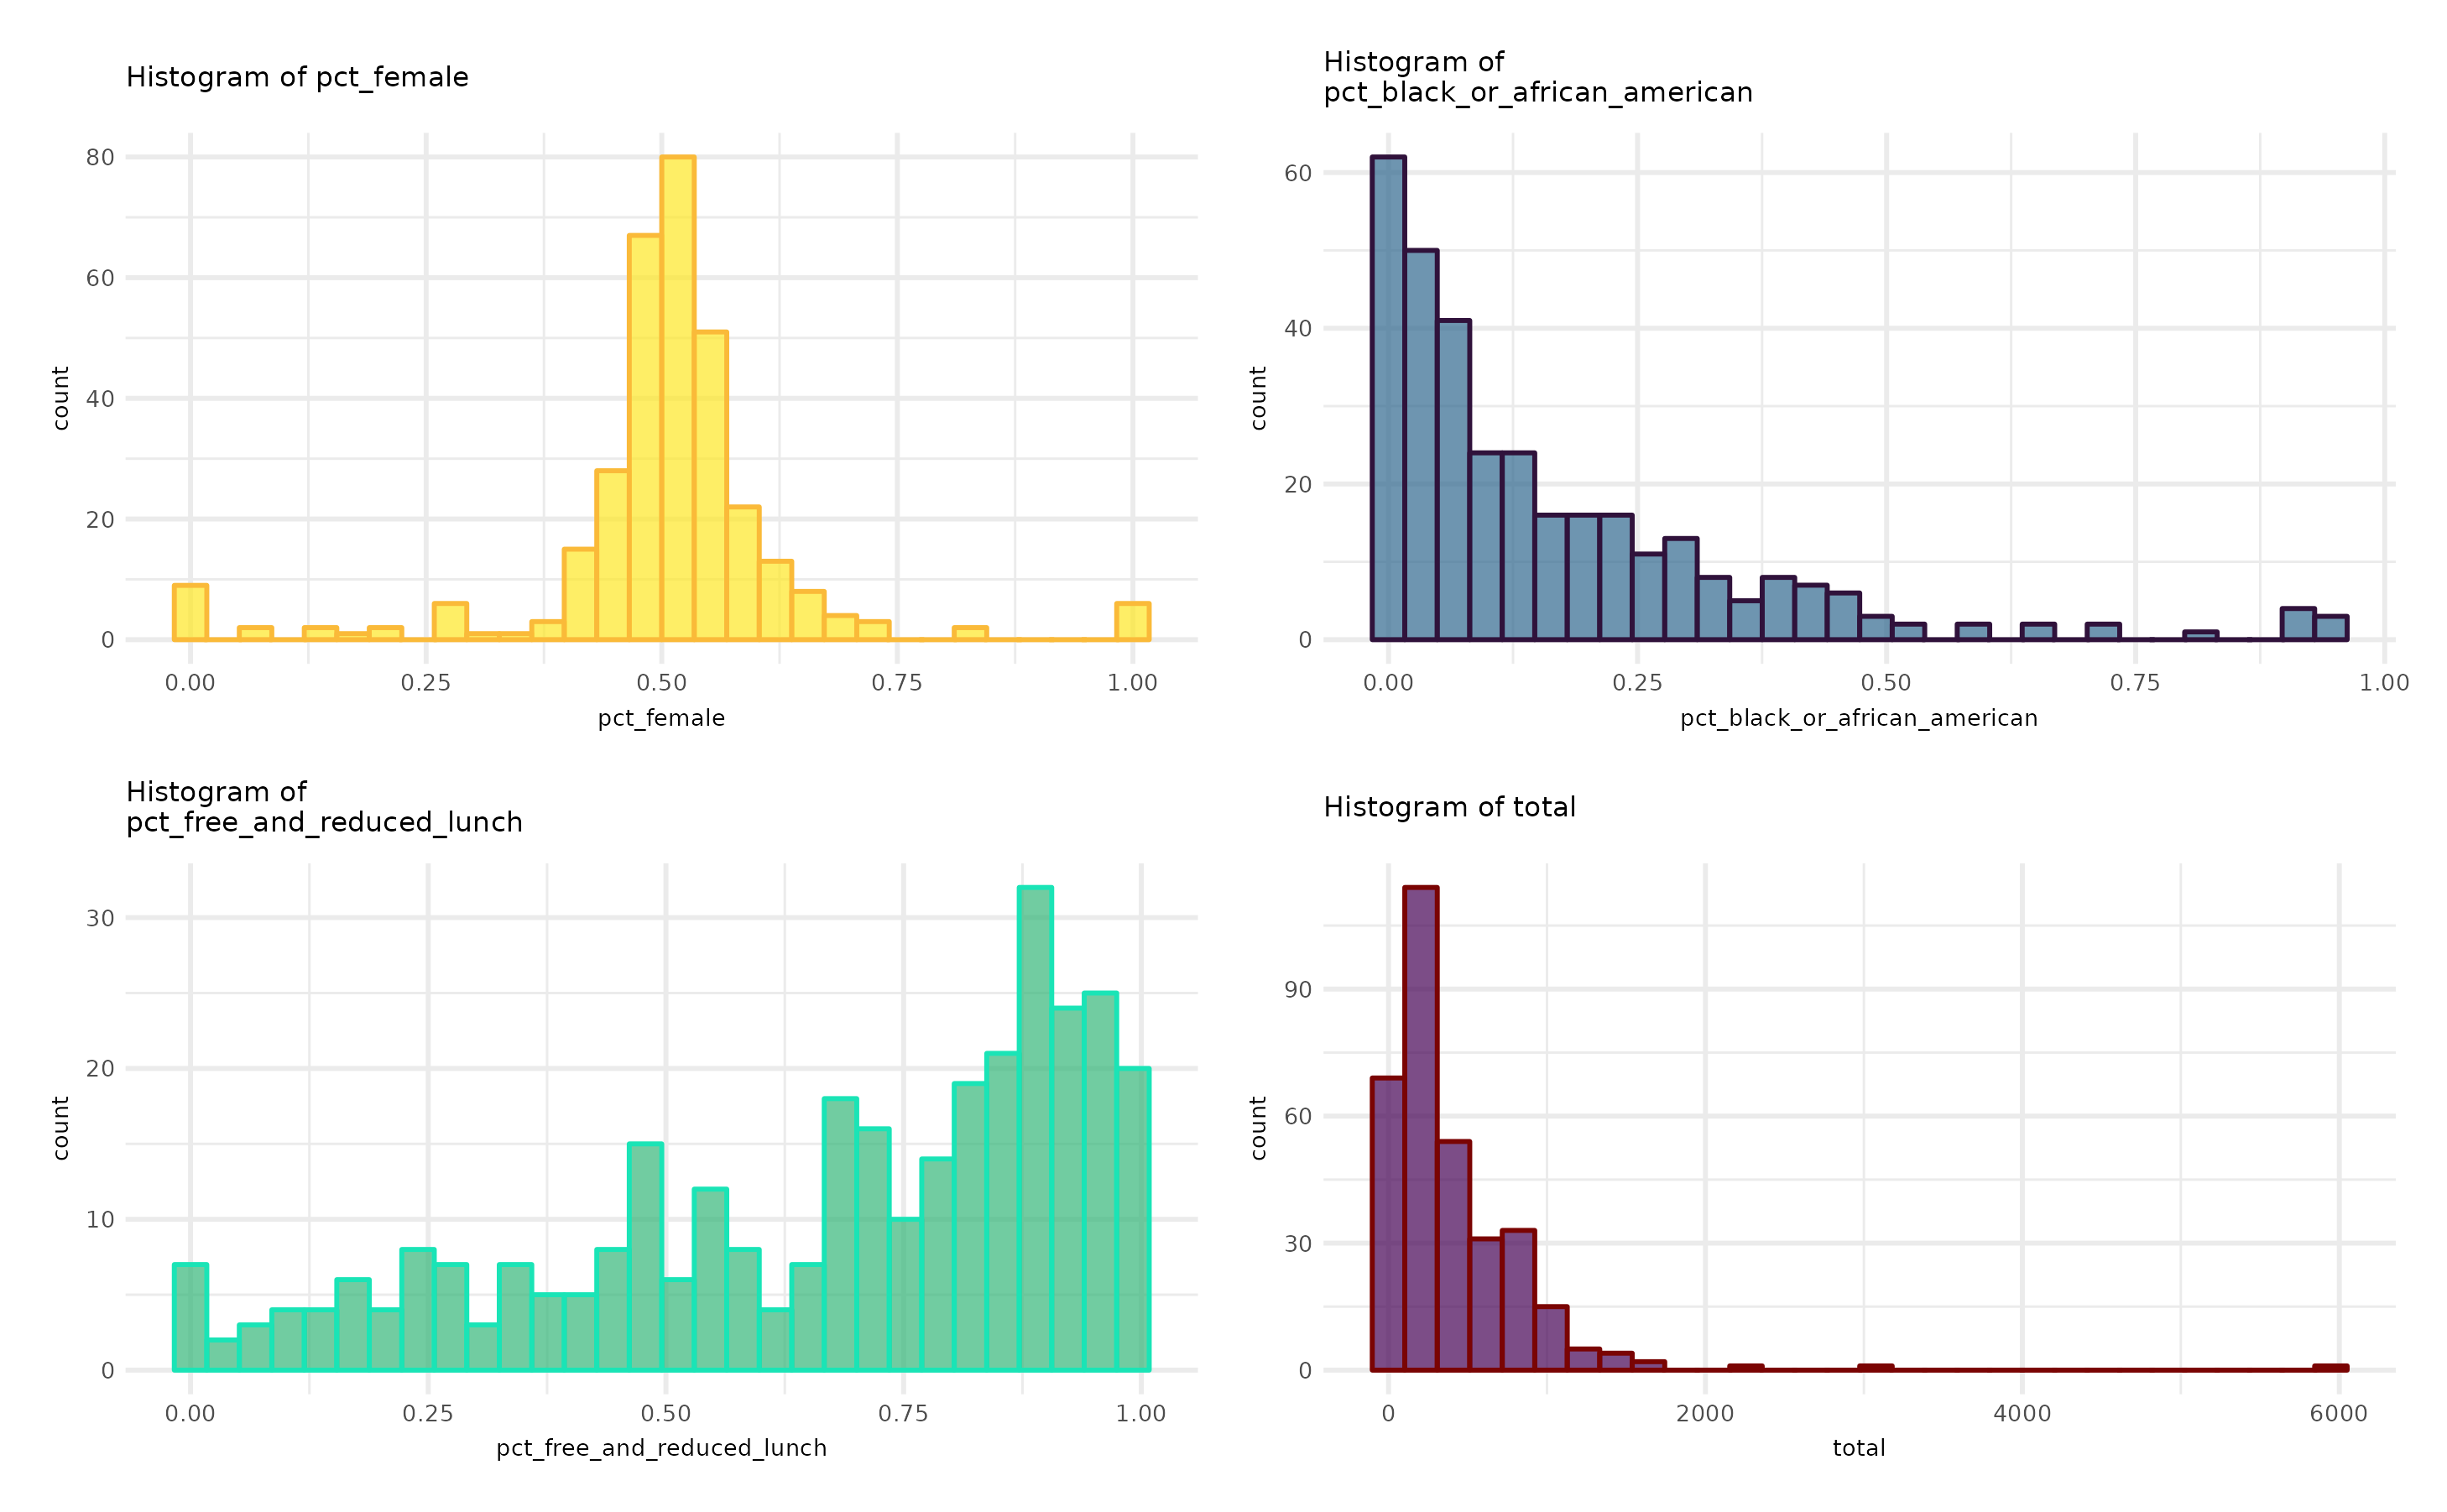 Histogram of pct_female
80
60
40
20
0
count
0.00 0.25 0.50 0.75 1.00
pct_female
Histogram of
pct_black_or_african_american
60
40
20
0
count
0.00 0.25 0.50 0.75 1.00
pct_black_or_african_american
Histogram of
pct_free_and_reduced_lunch
30
20
10
0
count
0.00 0.25 0.50 0.75 1.00
pct_free_and_reduced_lunch
Histogram of total
90
60
30
0
count
0 2000 4000 6000
total